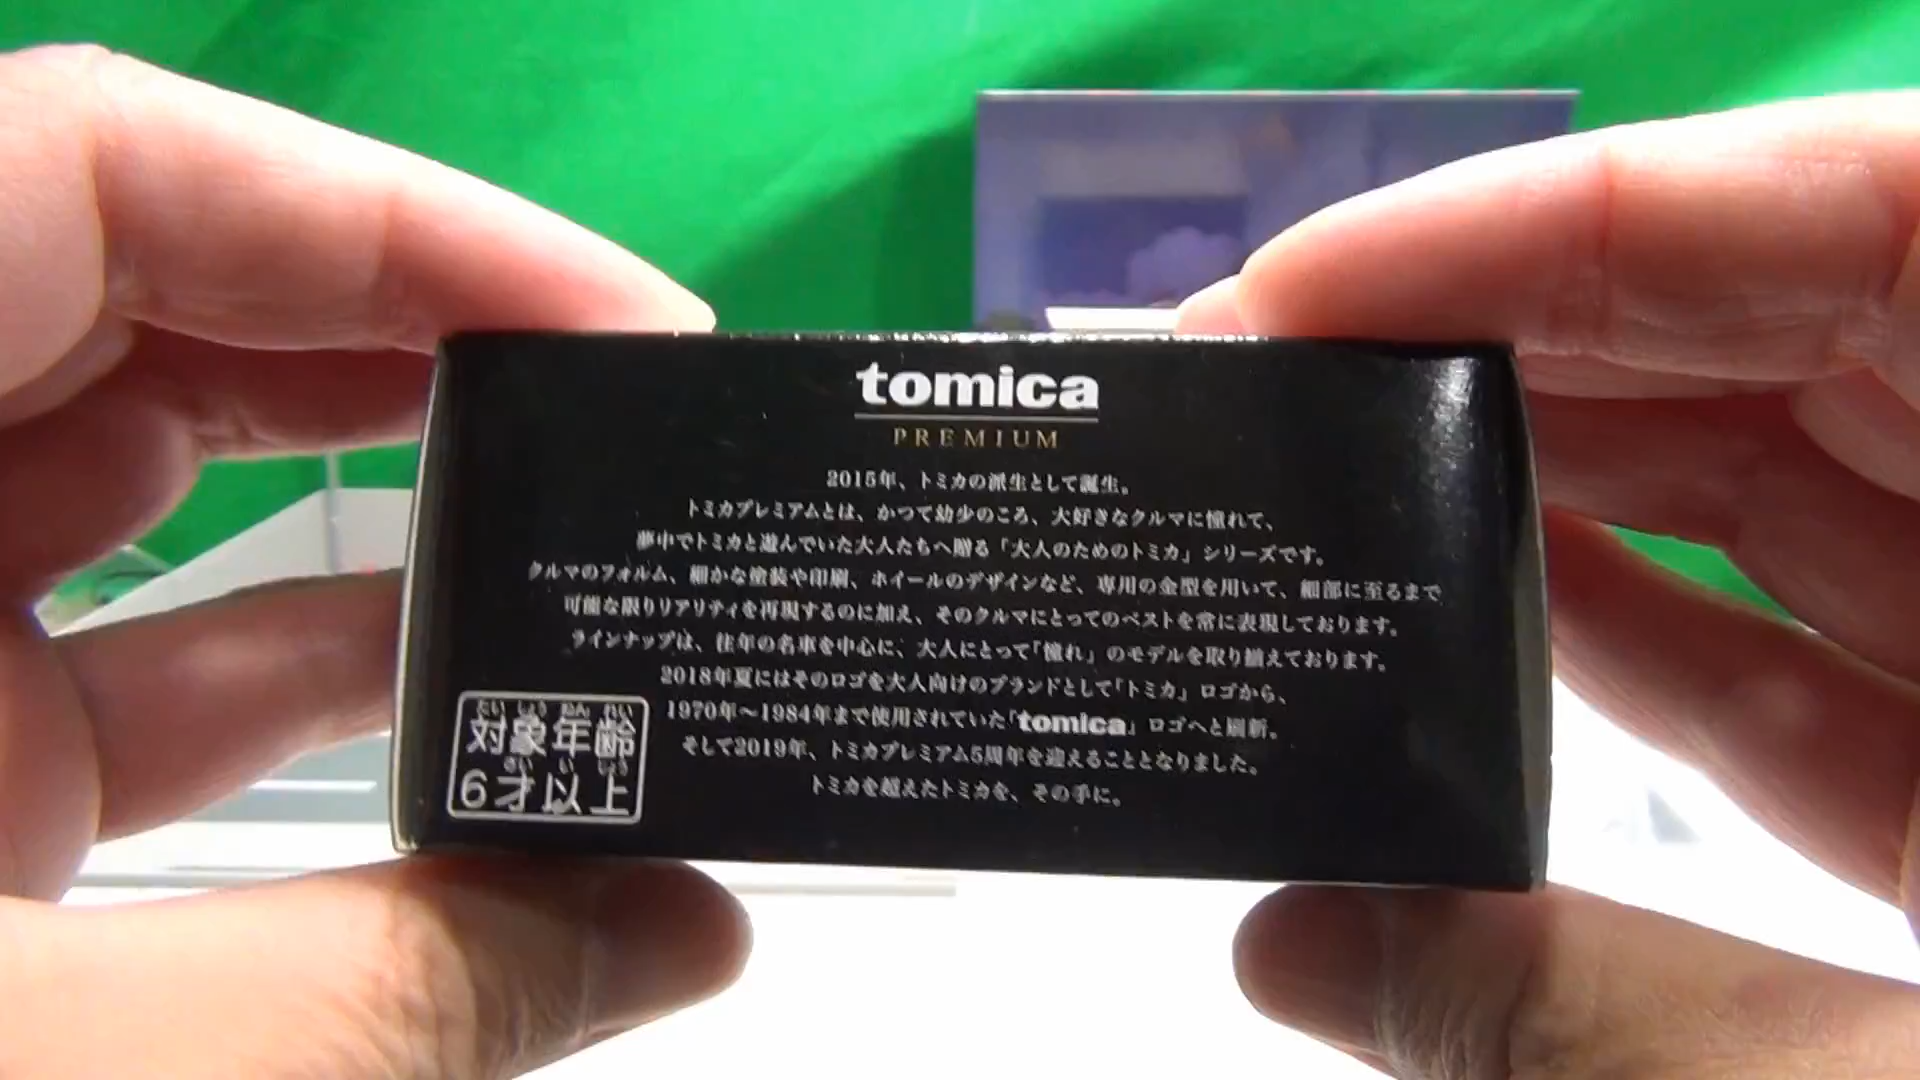 tomica
PREMIUM
2015年、トミカの派生として誕生。
トミカプレミアムとは、かつて幼少のころ、大好きなクルマに憧れて、
夢中でトミカと遊んでいた大人たちへ贈る「大人のためのトミカ」シリーズです。
クルマのフォルム、細かな塗装や印刷、ホイールのデザインなど、専用の金型を用いて、細部に至るまで
可能な限りリアリティを再現するのに加え、そのクルマにとってのベストを常に表現しております。
ラインナップは、往年の名車を中心に、大人にとって「憧れ」のモデルを取り揃えております。
2018年夏にはそのロゴを大人向けのブランドとして「トミカ」ロゴから、
1970年〜1984年まで使用されていた「tomica」ロゴへと刷新。
そして2019年、トミカプレミアム5周年を迎えることとなりました。
トミカを超えたトミカを、その手に。
たい しょう ねん れい
対象年齢
さい い じょう
6才以上